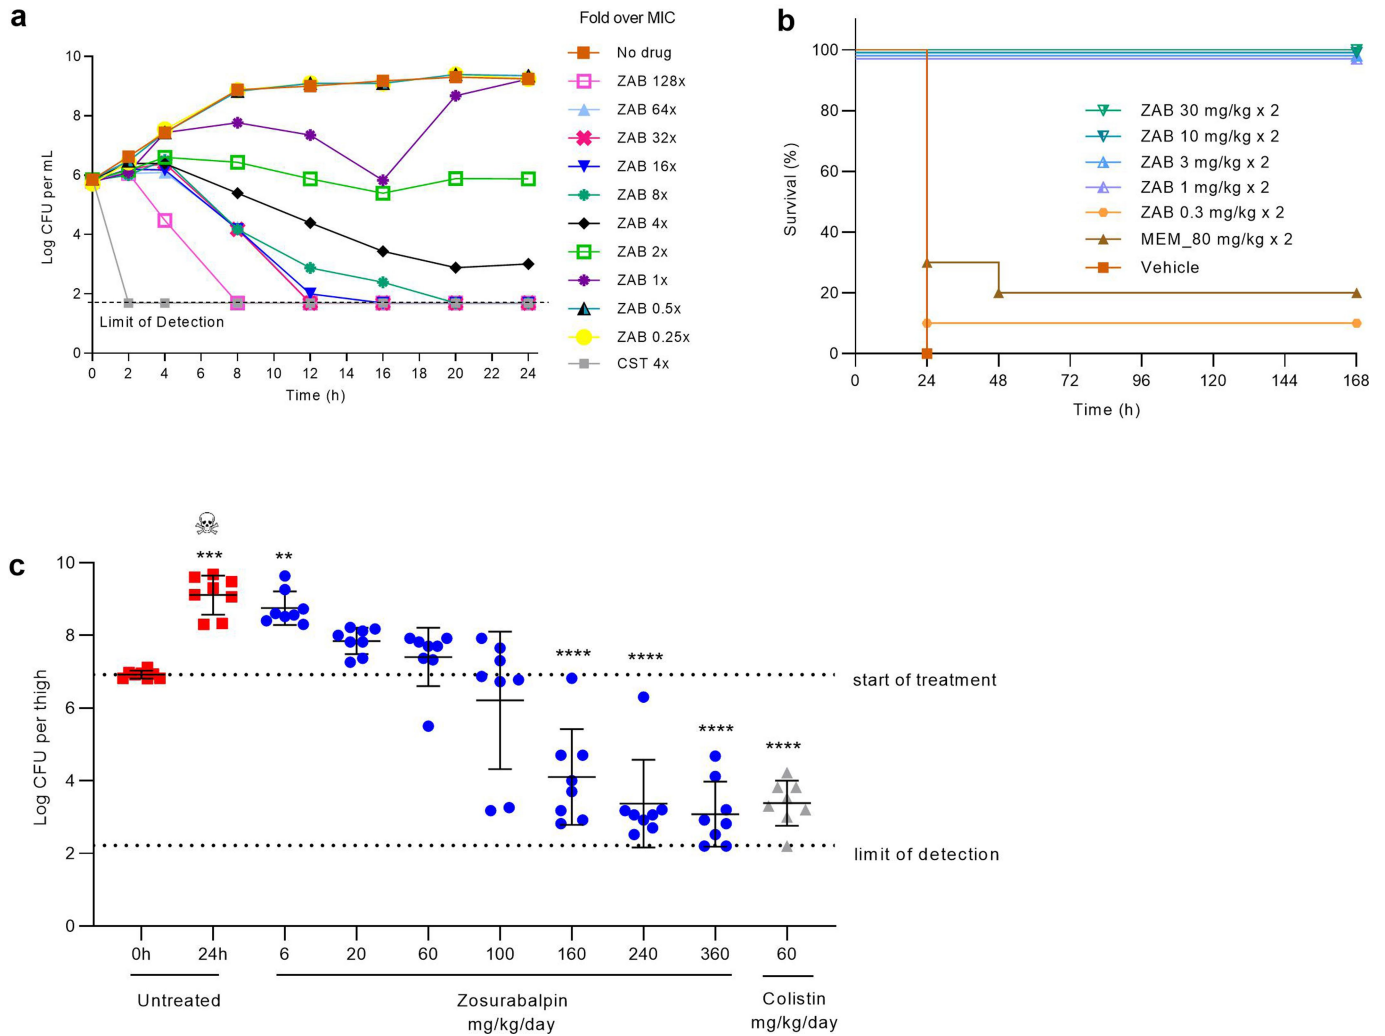 a
Fold over MIC
Log CFU per mL
10
8
6
4
2
0
Limit of Detection
0 2 4 6 8 10 12 14 16 18 20 22 24
Time (h)
No drug
ZAB 128x
ZAB 64x
ZAB 32x
ZAB 16x
ZAB 8x
ZAB 4x
ZAB 2x
ZAB 1x
ZAB 0.5x
ZAB 0.25x
CST 4x
b
Survival (%)
100
80
60
40
20
0
0 24 48 72 96 120 144 168
Time (h)
ZAB 30 mg/kg x 2
ZAB 10 mg/kg x 2
ZAB 3 mg/kg x 2
ZAB 1 mg/kg x 2
ZAB 0.3 mg/kg x 2
MEM_80 mg/kg x 2
Vehicle
c
Log CFU per thigh
10
8
6
4
2
0
*** ** **** **** **** ****
start of treatment
limit of detection
0h 24h 6 20 60 100 160 240 360 60
Untreated
Zosurabalpin
mg/kg/day
Colistin
mg/kg/day